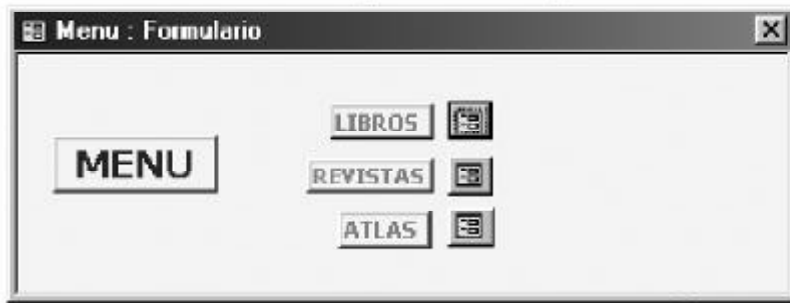 Menu : Formulario
MENU
LIBROS
REVISTAS
ATLAS